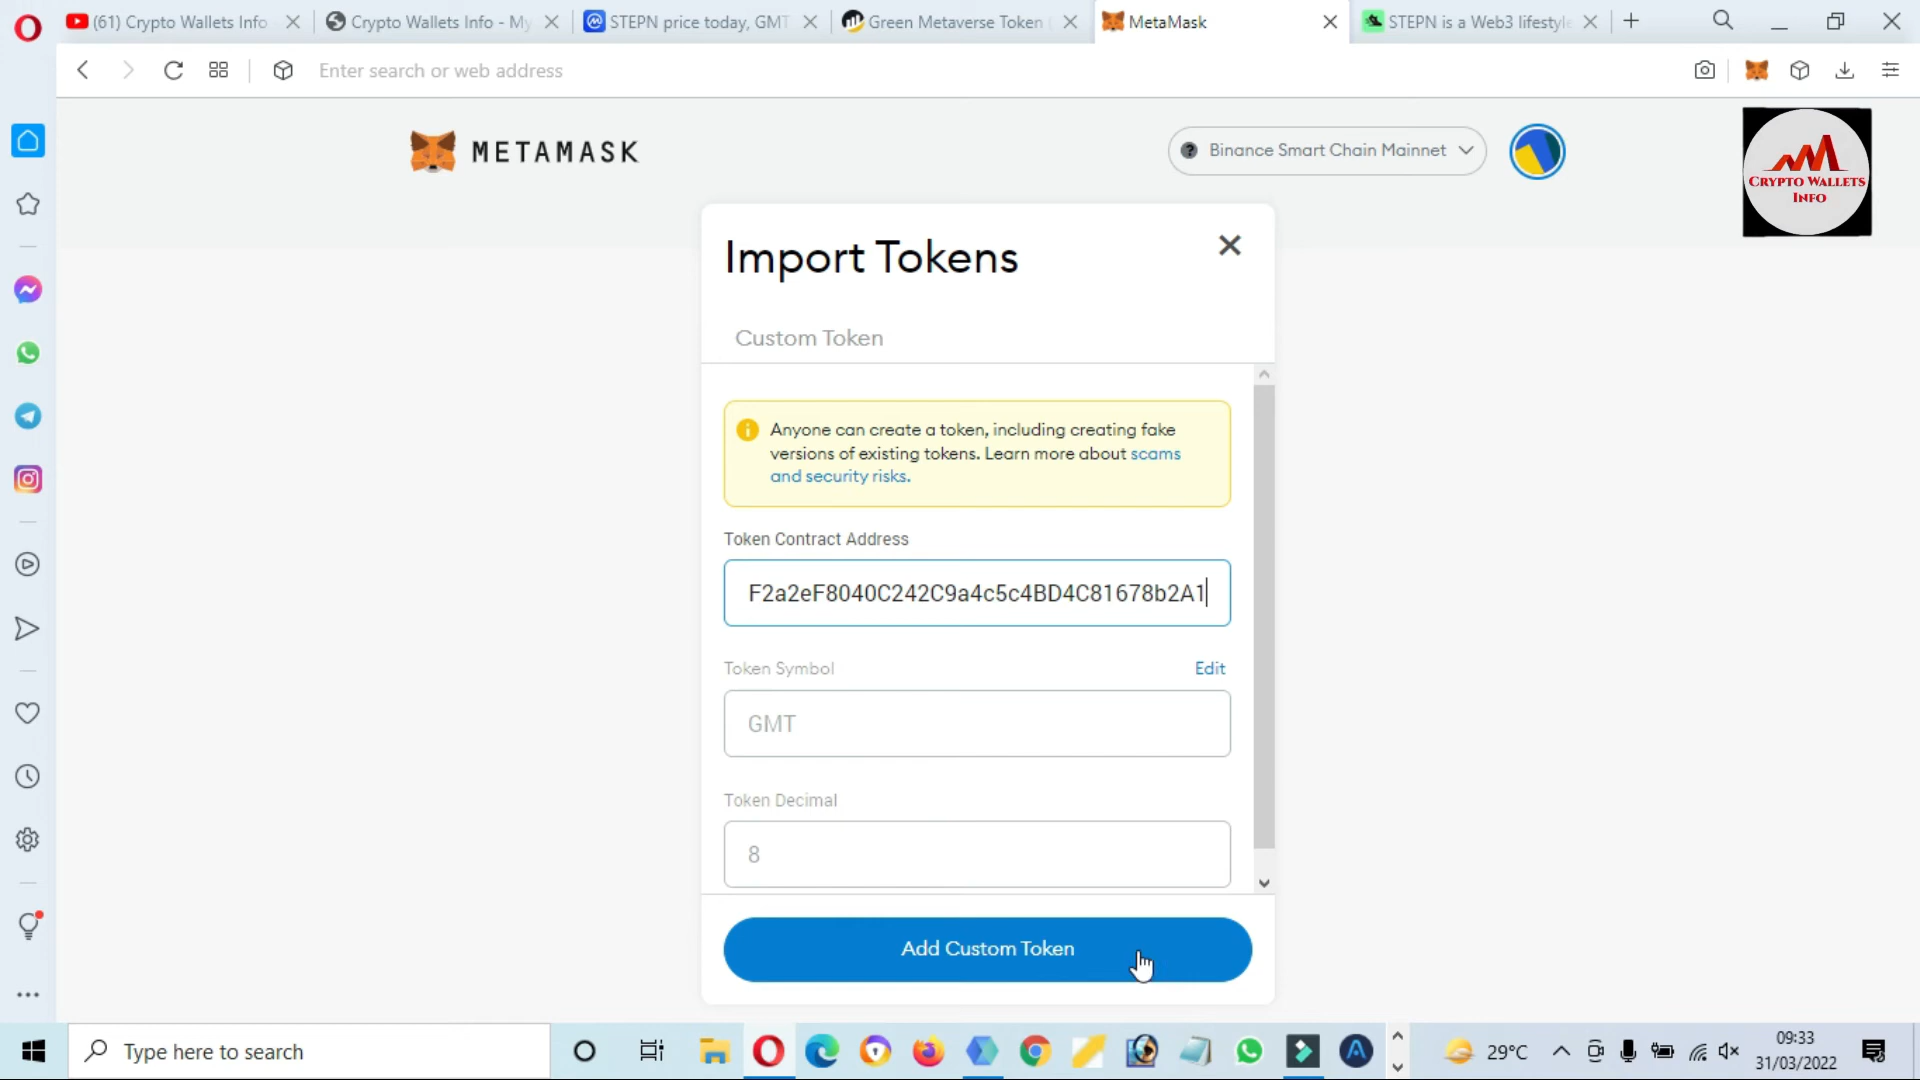 (61) Crypto Wallets Info
Crypto Wallets Info - My
STEPN price today, GMT
Green Metaverse Token (
MetaMask
STEPN is a Web3 lifestyle
Enter search or web address
METAMASK
Binance Smart Chain Mainnet
CRYPTO WALLETS
INFO
Import Tokens
Custom Token
Anyone can create a token, including creating fake
versions of existing tokens. Learn more about scams
and security risks.
Token Contract Address
F2a2eF8040C242C9a4c5c4BD4C81678b2A1
Token Symbol
Edit
GMT
Token Decimal
8
Add Custom Token
Type here to search
29°C
09:33
31/03/2022